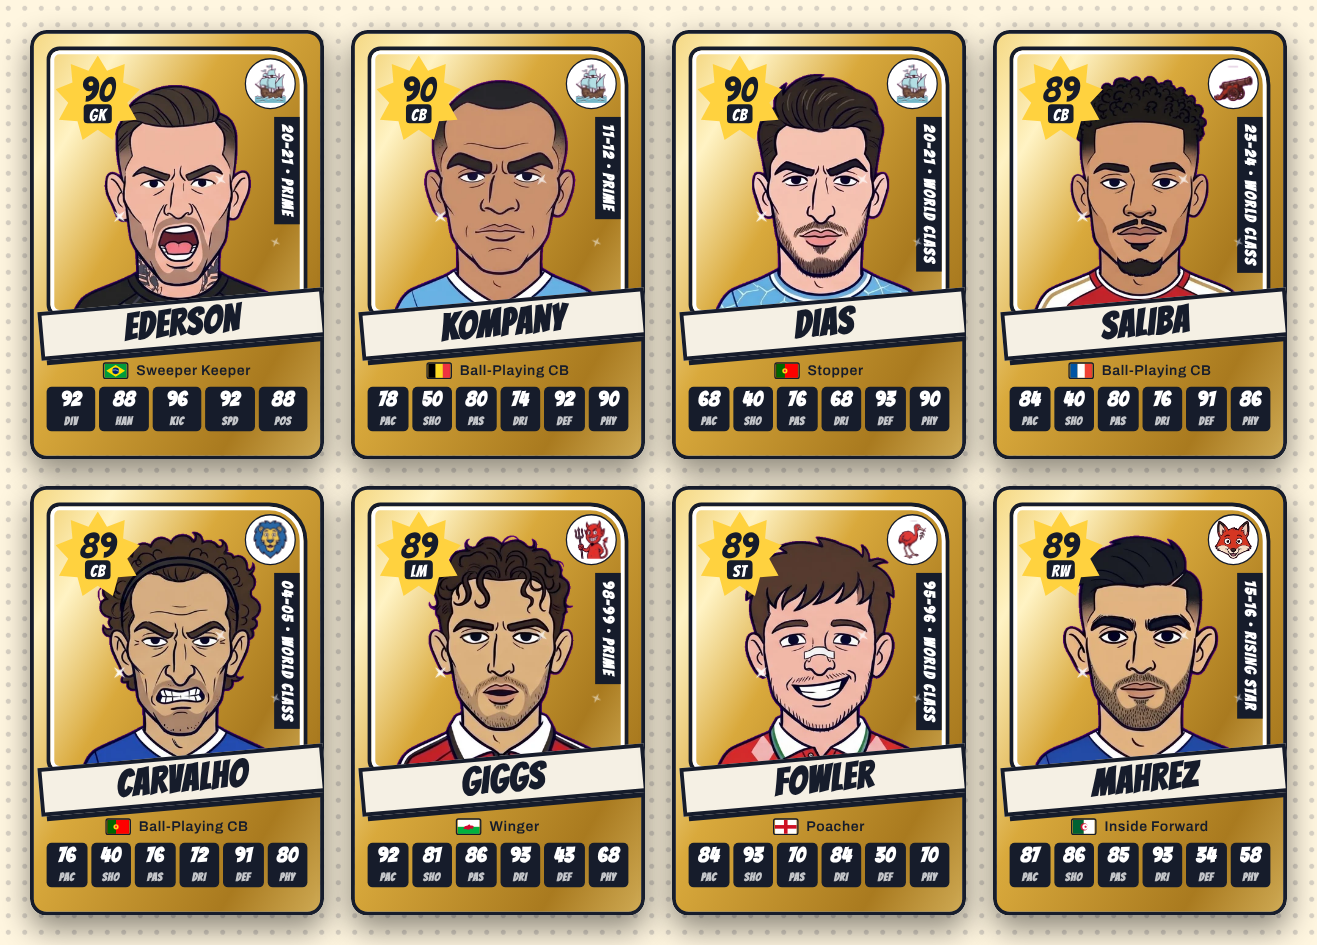 90
GK
20-21 • PRIME
EDERSON
Sweeper Keeper
92 88 96 92 88
DIV HAN KIC SPD POS
90
CB
11-12 • PRIME
KOMPANY
Ball-Playing CB
78 50 80 74 92 90
PAC SHO PAS DRI DEF PHY
90
CB
20-21 • WORLD CLASS
DIAS
Stopper
68 40 76 68 93 90
PAC SHO PAS DRI DEF PHY
89
CB
23-24 • WORLD CLASS
SALIBA
Ball-Playing CB
84 40 80 76 91 86
PAC SHO PAS DRI DEF PHY
89
CB
04-05 • WORLD CLASS
CARVALHO
Ball-Playing CB
76 40 76 72 91 80
PAC SHO PAS DRI DEF PHY
89
LM
98-99 • PRIME
GIGGS
Winger
92 81 86 93 43 68
PAC SHO PAS DRI DEF PHY
89
ST
95-96 • WORLD CLASS
FOWLER
Poacher
84 93 70 84 30 70
PAC SHO PAS DRI DEF PHY
89
RW
15-16 • RISING STAR
MAHREZ
Inside Forward
87 86 85 93 34 58
PAC SHO PAS DRI DEF PHY